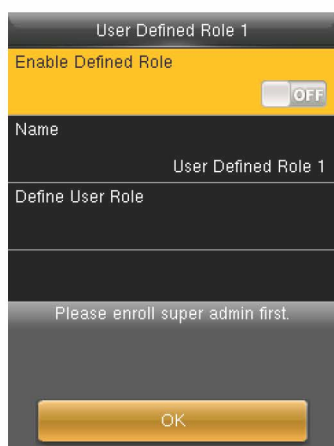 User Defined Role 1
Enable Defined Role
OFF
Name
User Defined Role 1
Define User Role
Please enroll super admin first.
OK